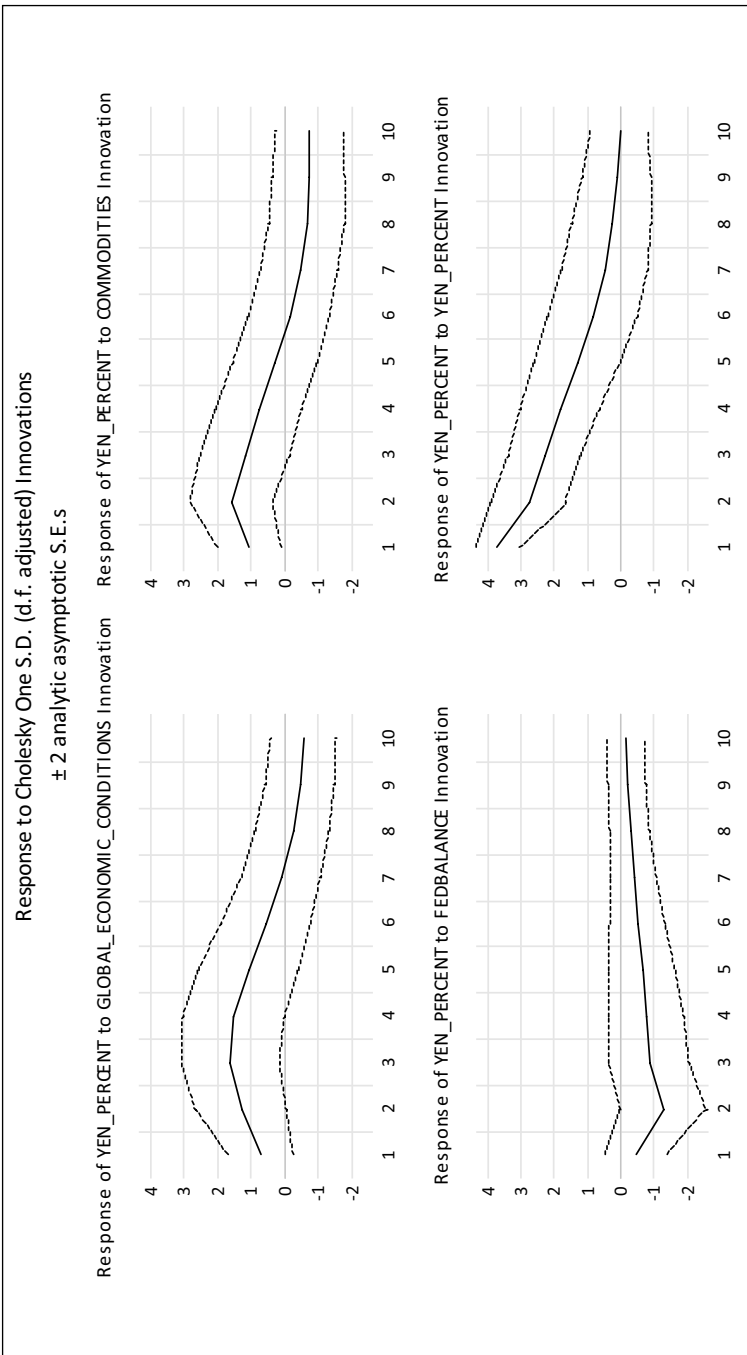 Response to Cholesky One S.D. (d.f. adjusted) Innovations
± 2 analytic asymptotic S.E.s
Response of YEN_PERCENT to GLOBAL_ECONOMIC_CONDITIONS Innovation
4
3
2
1
0
-1
-2
1 2 3 4 5 6 7 8 9 10
Response of YEN_PERCENT to COMMODITIES Innovation
4
3
2
1
0
-1
-2
1 2 3 4 5 6 7 8 9 10
Response of YEN_PERCENT to FEDBALANCE Innovation
4
3
2
1
0
-1
-2
1 2 3 4 5 6 7 8 9 10
Response of YEN_PERCENT to YEN_PERCENT Innovation
4
3
2
1
0
-1
-2
1 2 3 4 5 6 7 8 9 10